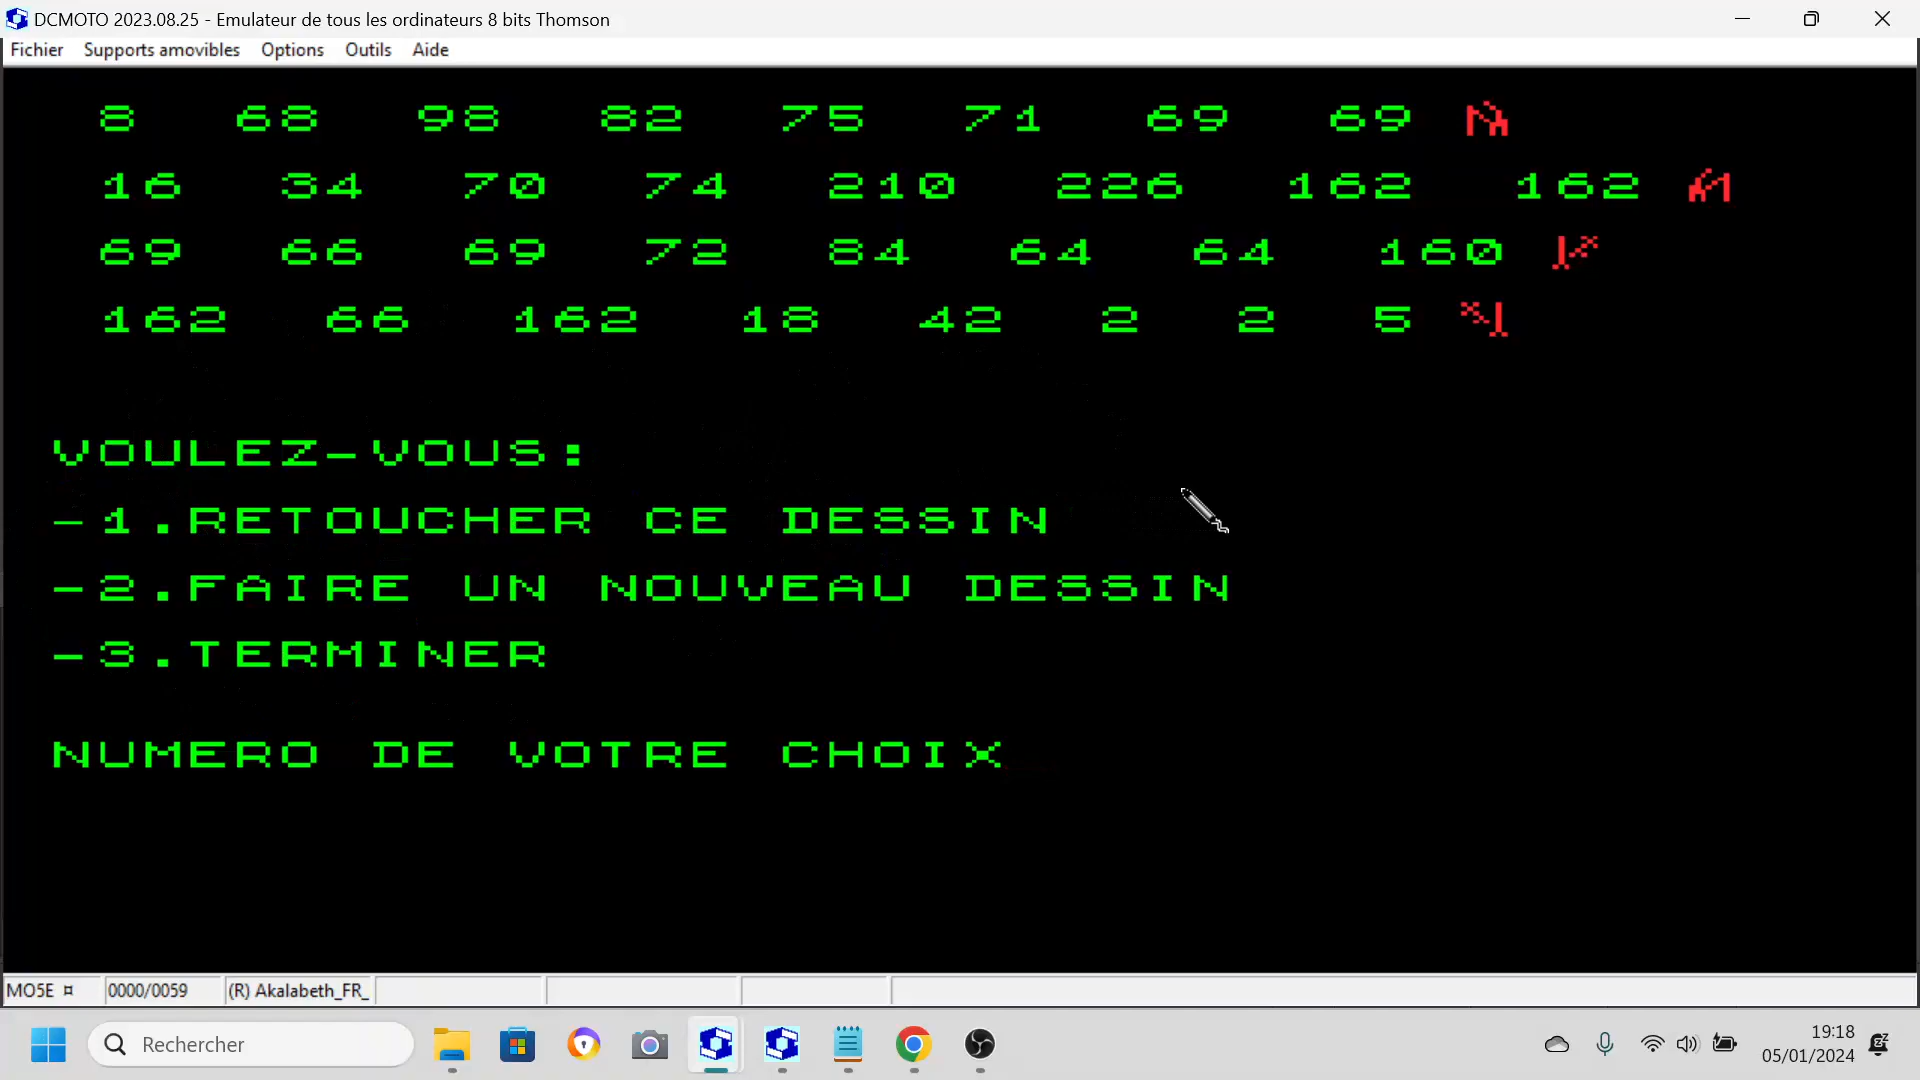 DCMOTO 2023.08.25 - Emulateur de tous les ordinateurs 8 bits Thomson
Fichier Supports amovibles Options Outils Aide
8 68 98 82 75 71 69 69
16 34 70 74 210 226 162 162
69 66 69 72 84 64 64 160
162 66 162 18 42 2 2 5
VOULEZ-VOUS:
-1.RETOUCHER CE DESSIN
-2.FAIRE UN NOUVEAU DESSIN
-3.TERMINER
NUMERO DE VOTRE CHOIX
MO5E ¤ 0000/0059 (R) Akalabeth_FR_
Rechercher
19:18
05/01/2024